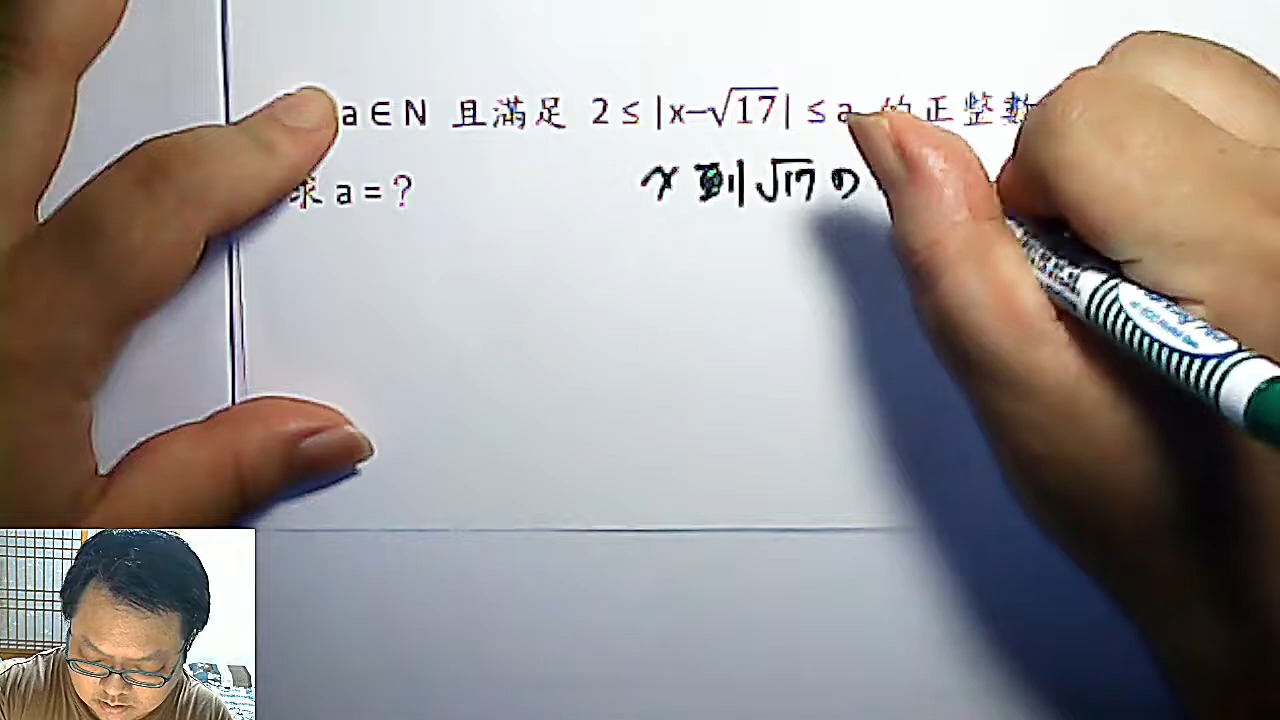 a ∈ N 且滿足 2 ≤ |x−√17| ≤ a 的正整數
求 a = ?
x 到 √17 の